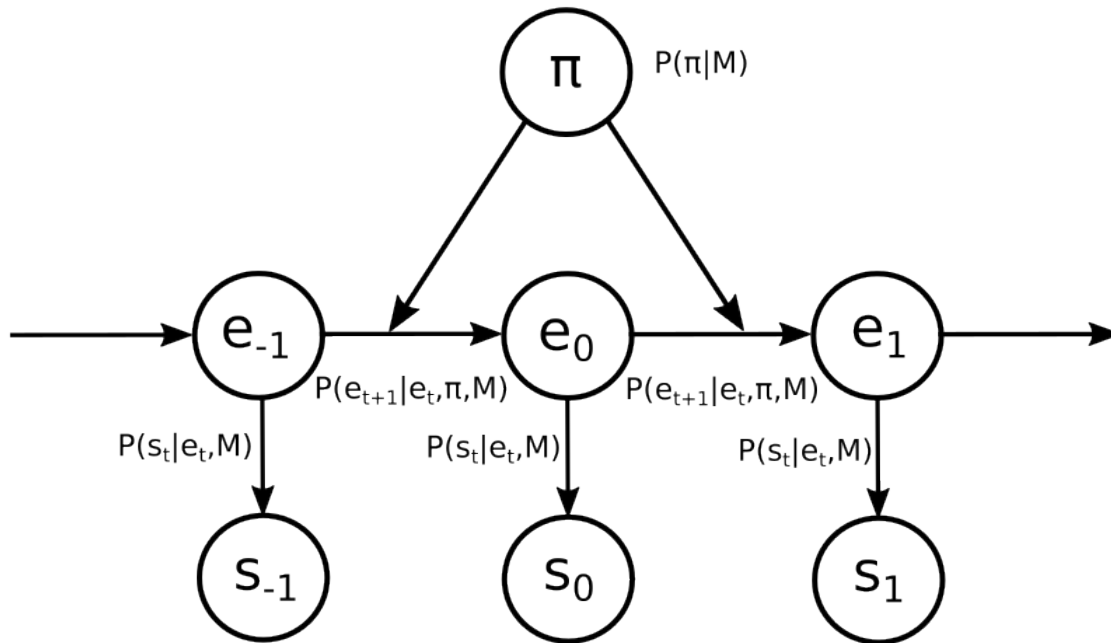 π
P(π|M)
e₋₁
e₀
e₁
P(eₜ₊₁|eₜ,π,M)
P(eₜ₊₁|eₜ,π,M)
P(sₜ|eₜ,M)
P(sₜ|eₜ,M)
P(sₜ|eₜ,M)
s₋₁
s₀
s₁